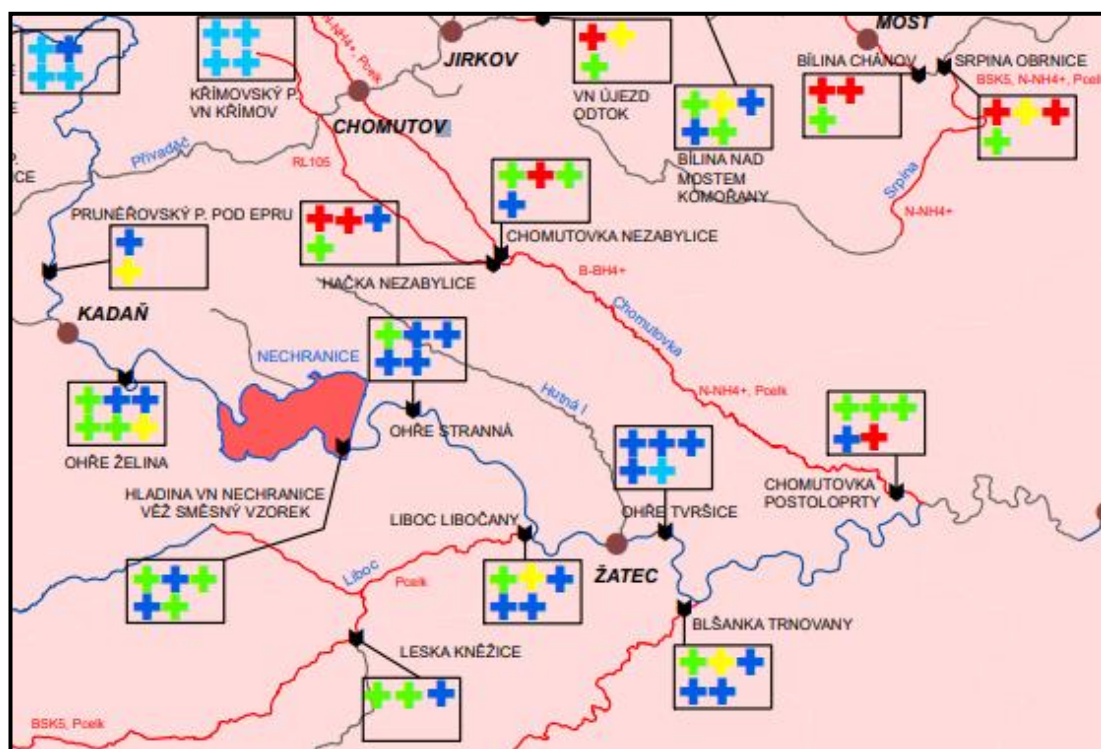 MOST
JIRKOV
N-NH4+, Pcelk
BÍLINA CHÁNOV
SRPINA OBRNICE
BSK5, N-NH4+, Pcelk
KŘÍMOVSKÝ P.
VN KŘÍMOV
VN ÚJEZD
ODTOK
CHOMUTOV
Přivaděč
RL105
BÍLINA NAD
MOSTEM
KOMOŘANY
Srpina
ICE
N-NH4+
PRUNÉŘOVSKÝ P. POD EPRU
CHOMUTOVKA NEZABYLICE
HAČKA NEZABYLICE
B-BH4+
KADAŇ
Chomutovka
NECHRANICE
Hutná I
N-NH4+, Pcelk
OHŘE STRANNÁ
OHŘE ŽELINA
CHOMUTOVKA
POSTOLOPRTY
HLADINA VN NECHRANICE
VĚŽ SMĚSNÝ VZOREK
LIBOC LIBOČANY
OHŘE TVRŠICE
Liboc
Pcelk
ŽATEC
BLŠANKA TRNOVANY
LESKA KNĚŽICE
BSK5, Pcelk